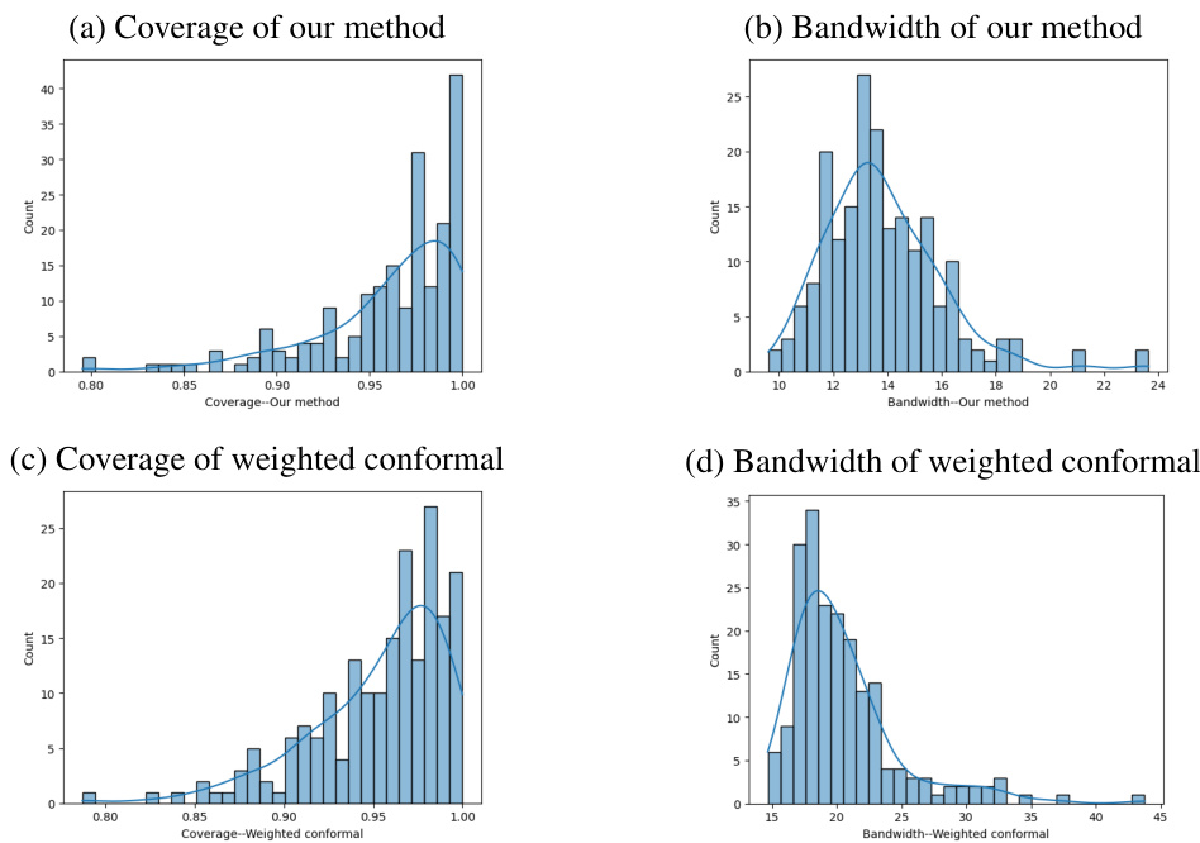 (a) Coverage of our method
40
35
30
25
20
15
10
5
0
Count
0.80 0.85 0.90 0.95 1.00
Coverage--Our method
(b) Bandwidth of our method
25
20
15
10
5
0
Count
10 12 14 16 18 20 22 24
Bandwidth--Our method
(c) Coverage of weighted conformal
25
20
15
10
5
0
Count
0.80 0.85 0.90 0.95 1.00
Coverage--Weighted conformal
(d) Bandwidth of weighted conformal
35
30
25
20
15
10
5
0
Count
15 20 25 30 35 40 45
Bandwidth--Weighted conformal